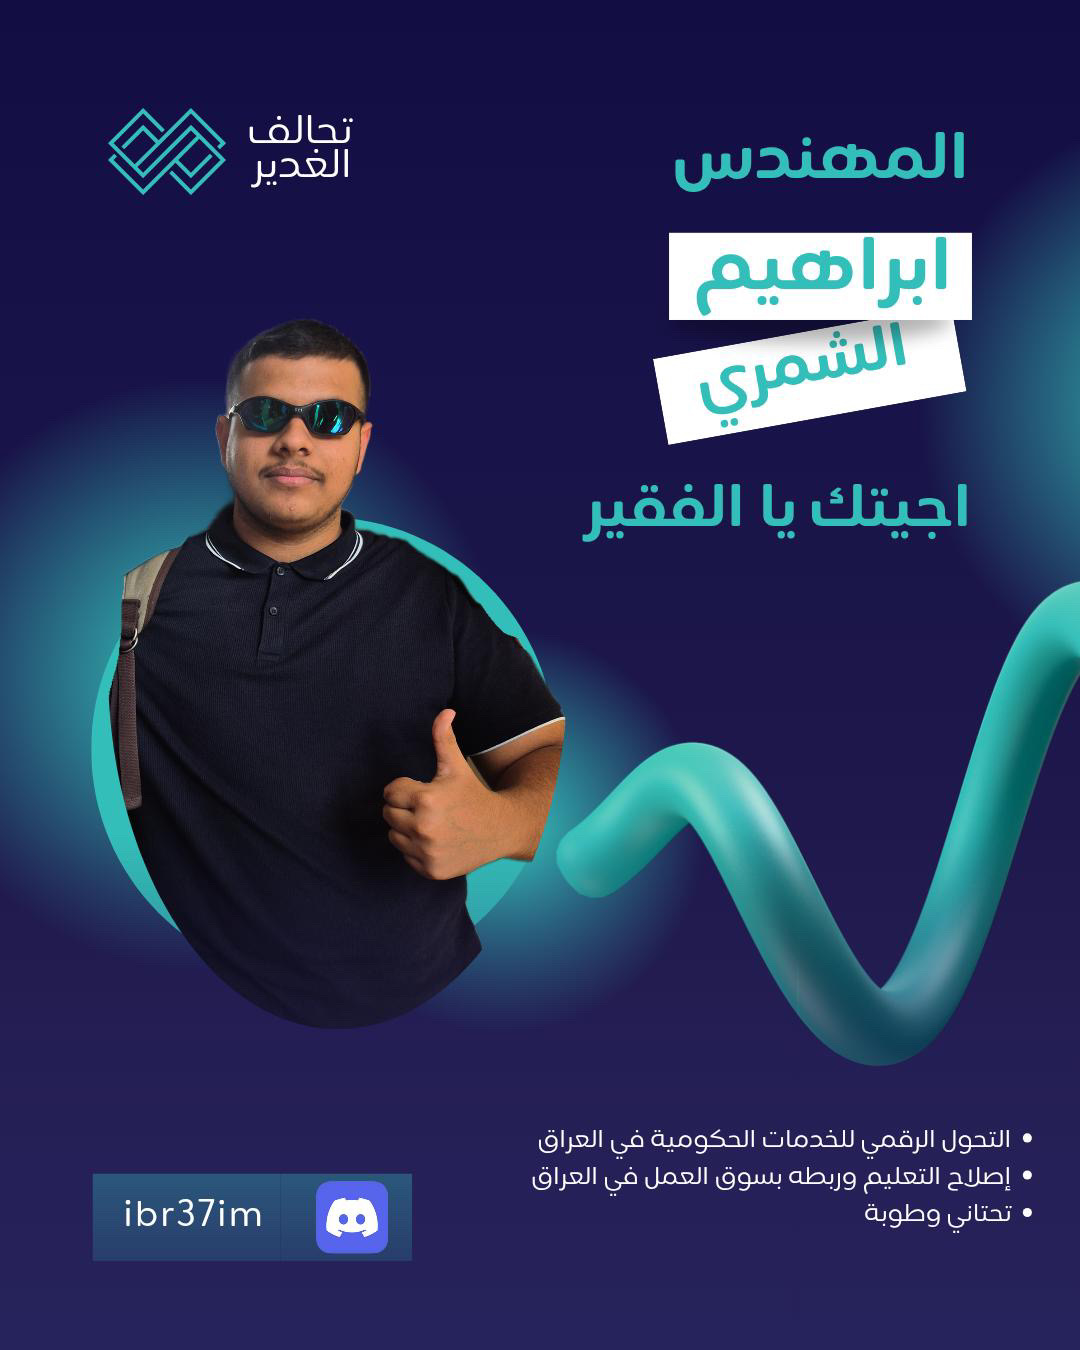 تحالف
الغدير
المهندس
ابراهيم
الشمري
اجيتك يا الفقير
التحول الرقمي للخدمات الحكومية في العراق
إصلاح التعليم وربطه بسوق العمل في العراق
تحتاني وطوبة
ibr37im